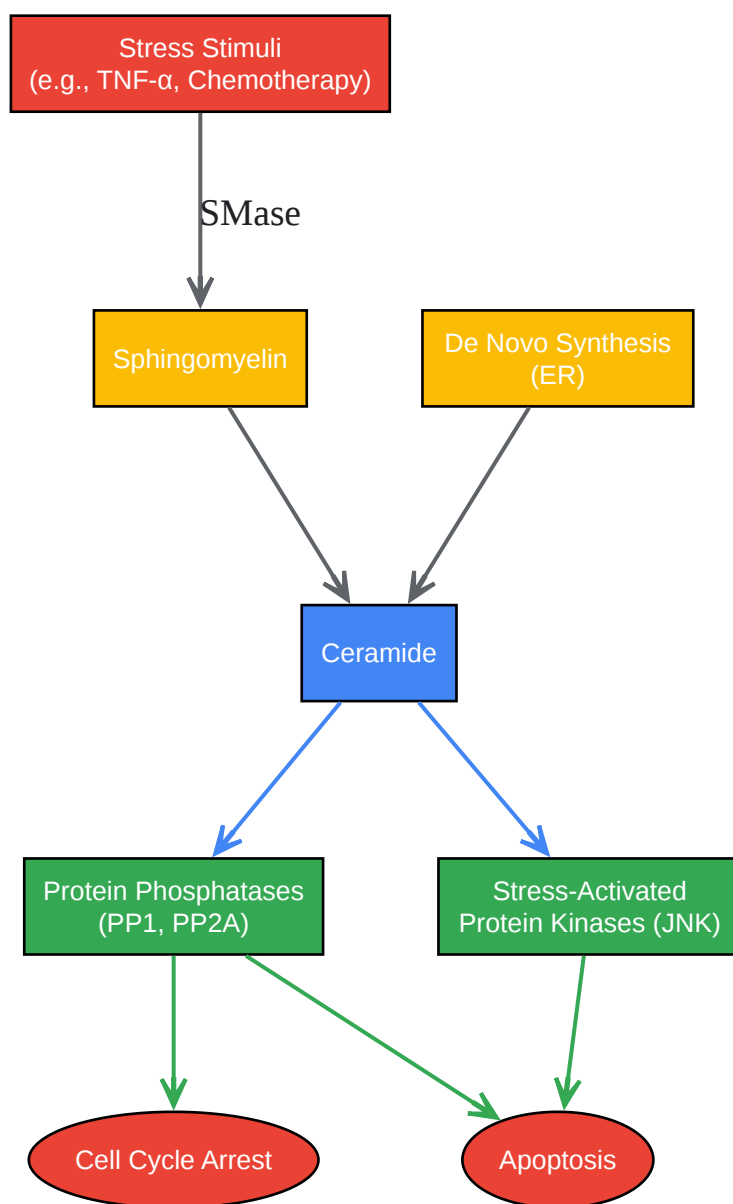 Stress Stimuli
(e.g., TNF-α, Chemotherapy)
SMase
Sphingomyelin
De Novo Synthesis
(ER)
Ceramide
Protein Phosphatases
(PP1, PP2A)
Stress-Activated
Protein Kinases (JNK)
Cell Cycle Arrest
Apoptosis